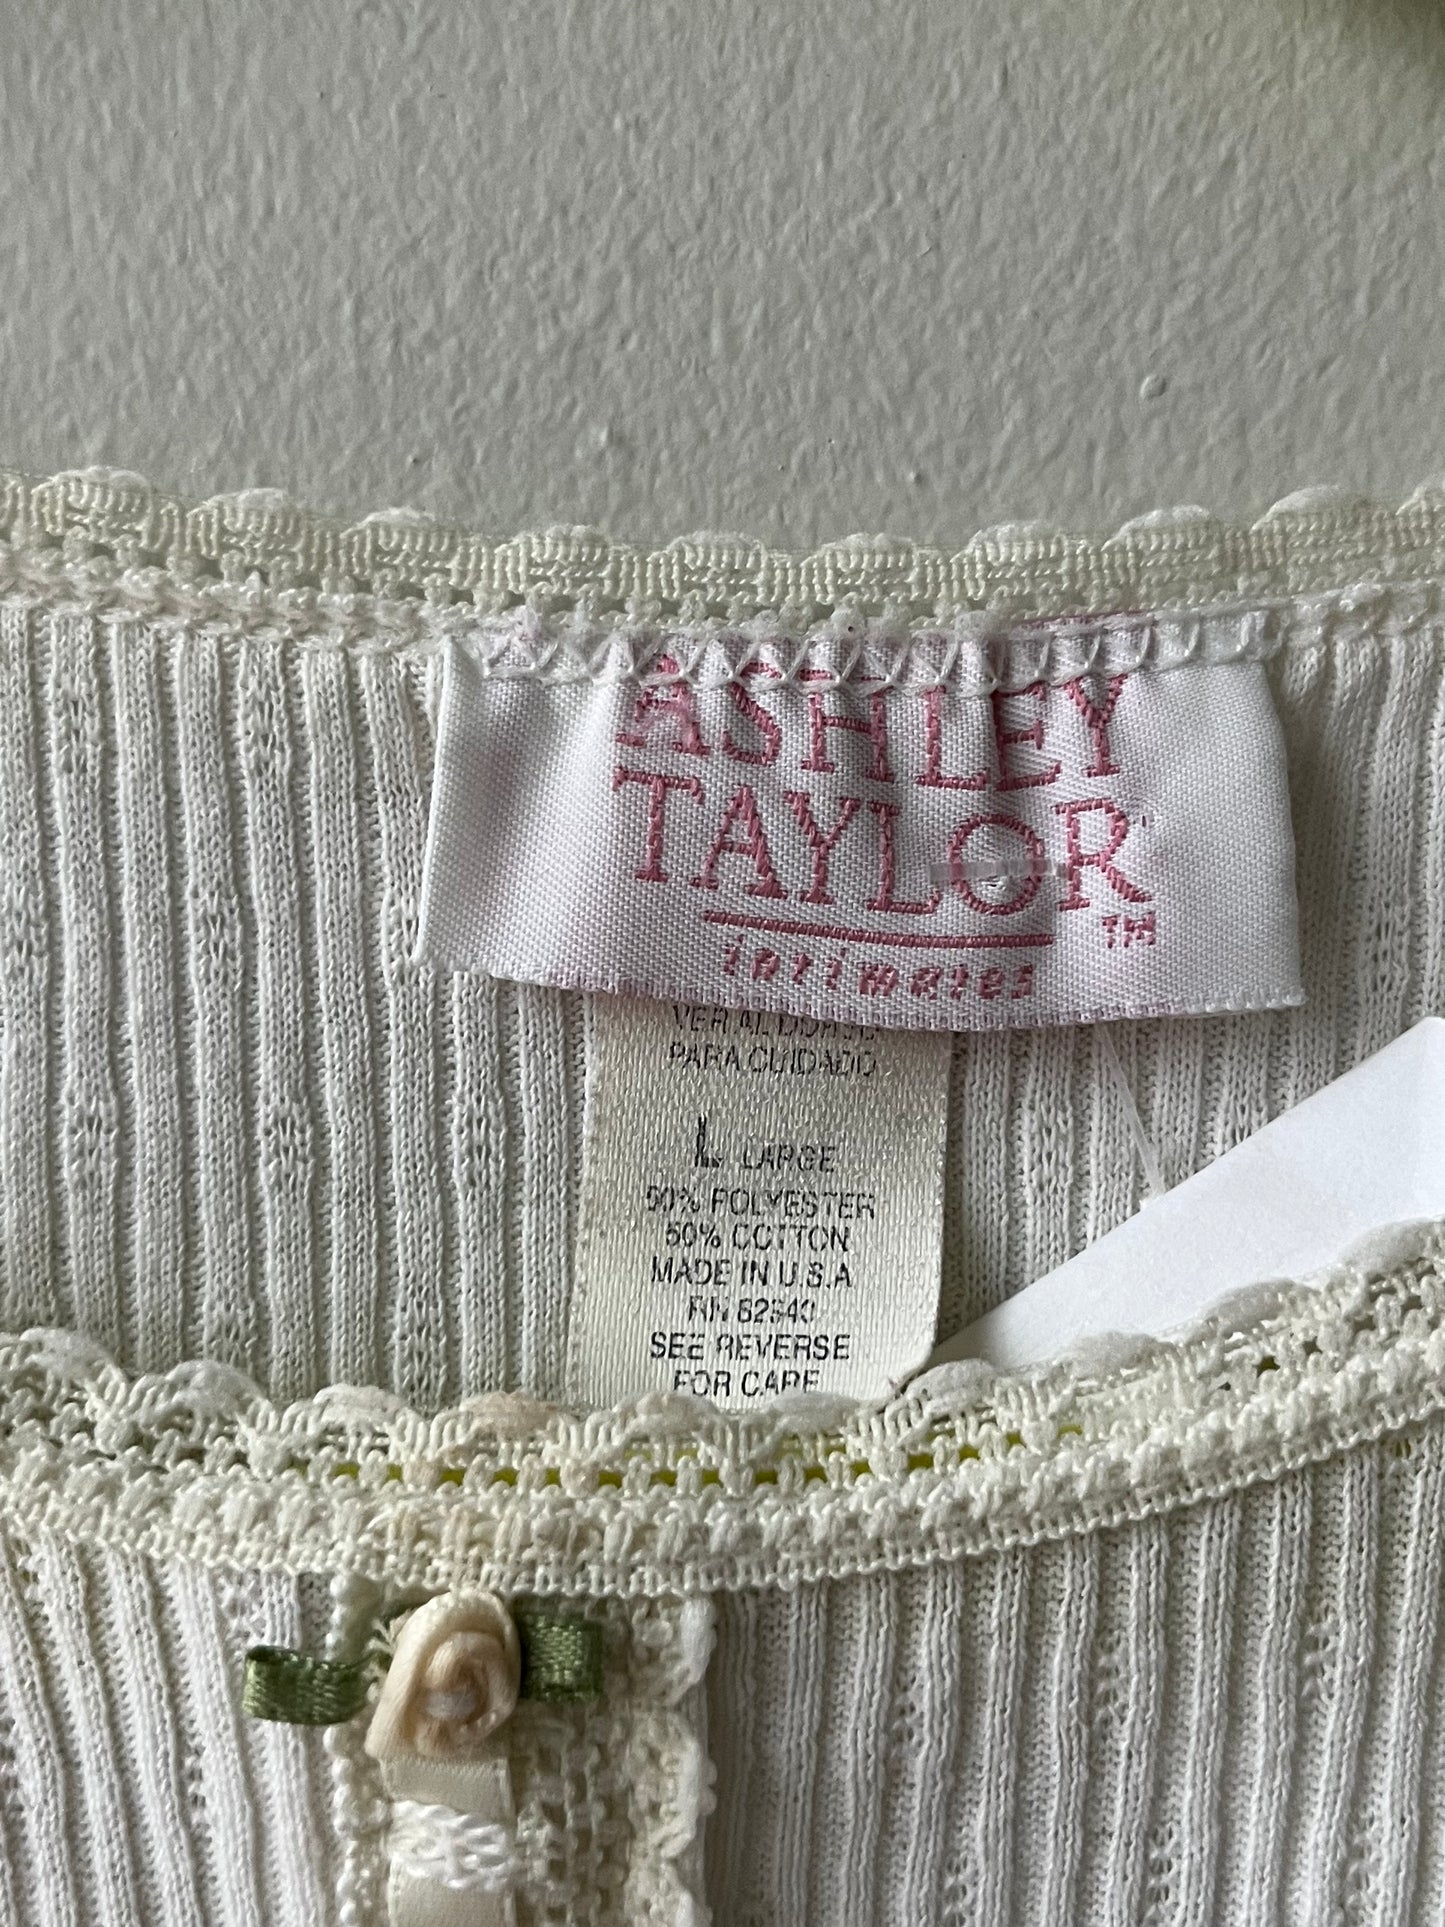 ASHLEY
TAYLOR
TM
intimates
VER AL DORSO
PARA CUIDADO
L LARGE
50% POLYESTER
50% COTTON
MADE IN U.S.A
RN 82940
SEE REVERSE
FOR CARE